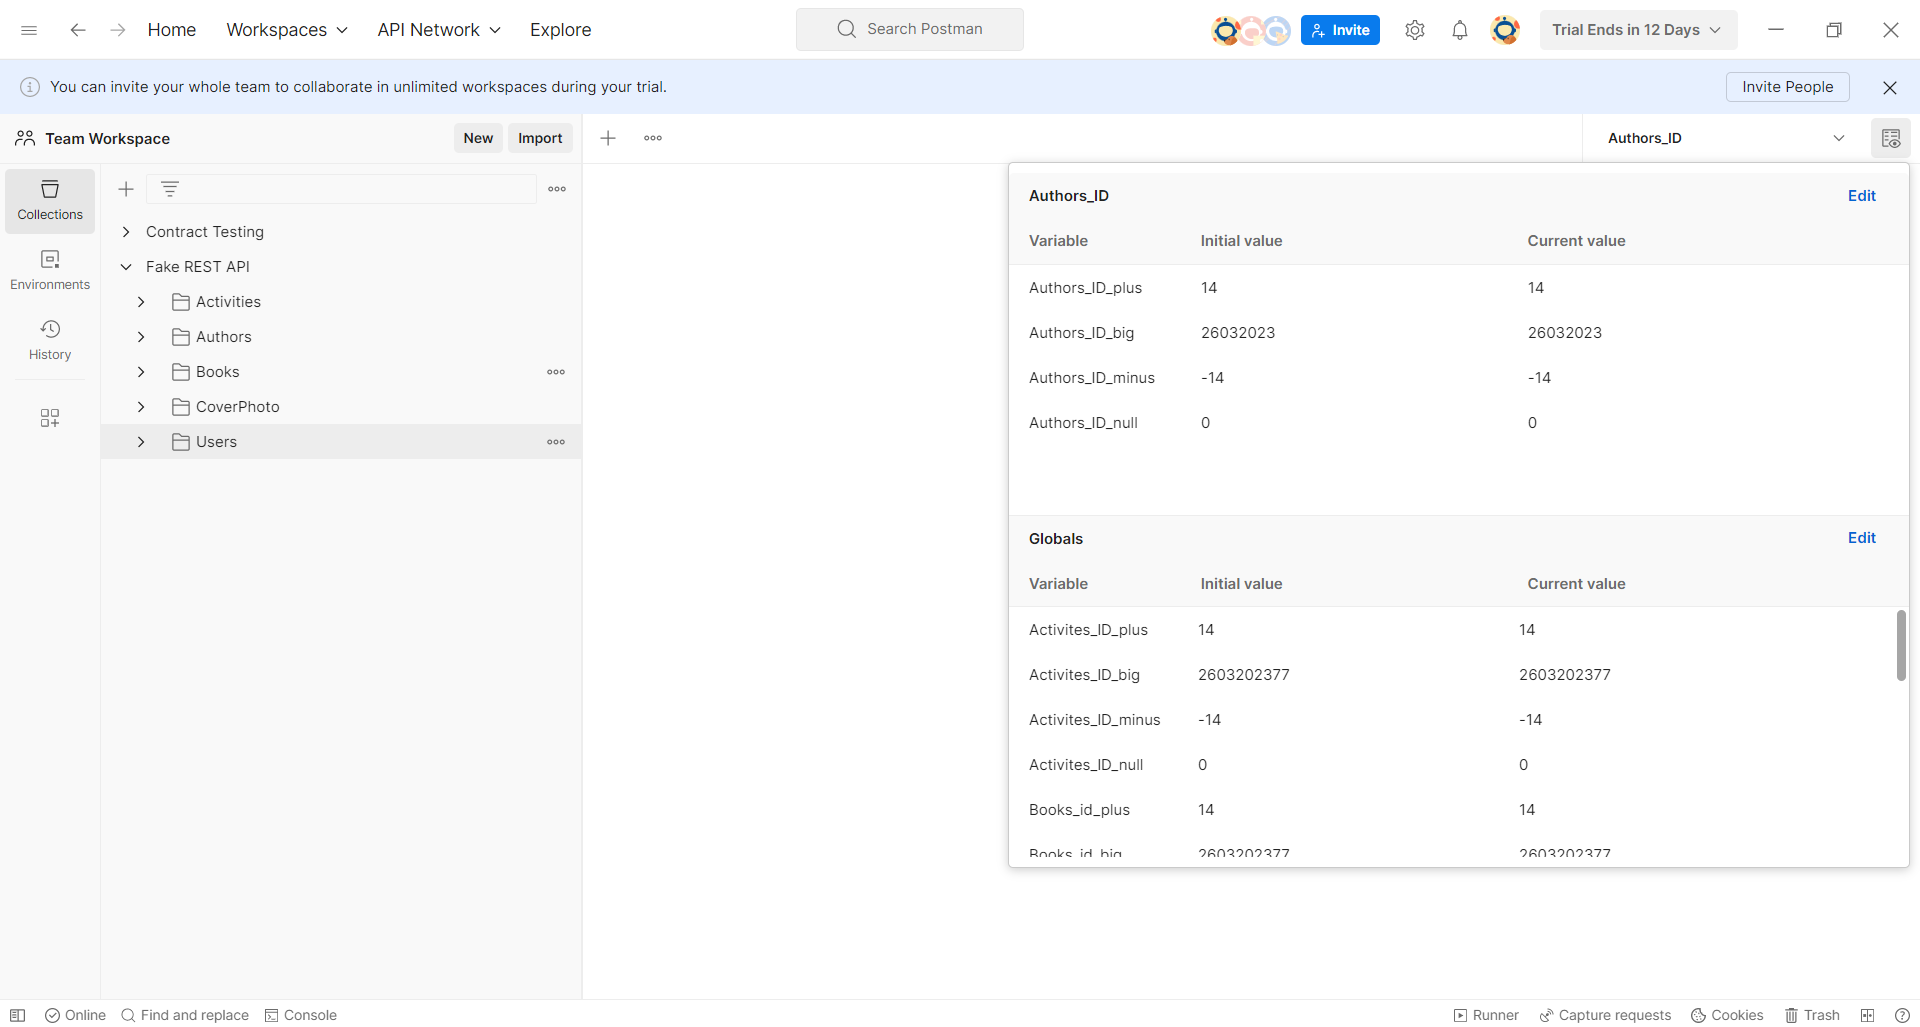 Home
Workspaces
API Network
Explore
Search Postman
Invite
Trial Ends in 12 Days
You can invite your whole team to collaborate in unlimited workspaces during your trial.
Invite People
Team Workspace
New
Import
Authors_ID
Collections
Environments
History
Contract Testing
Fake REST API
Activities
Authors
Books
CoverPhoto
Users
Authors_ID
Edit
Variable Initial value Current value
Authors_ID_plus 14 14
Authors_ID_big 26032023 26032023
Authors_ID_minus -14 -14
Authors_ID_null 0 0
Globals
Edit
Variable Initial value Current value
Activites_ID_plus 14 14
Activites_ID_big 2603202377 2603202377
Activites_ID_minus -14 -14
Activites_ID_null 0 0
Books_id_plus 14 14
Books_id_big 2603202377 2603202377
Online
Find and replace
Console
Runner
Capture requests
Cookies
Trash